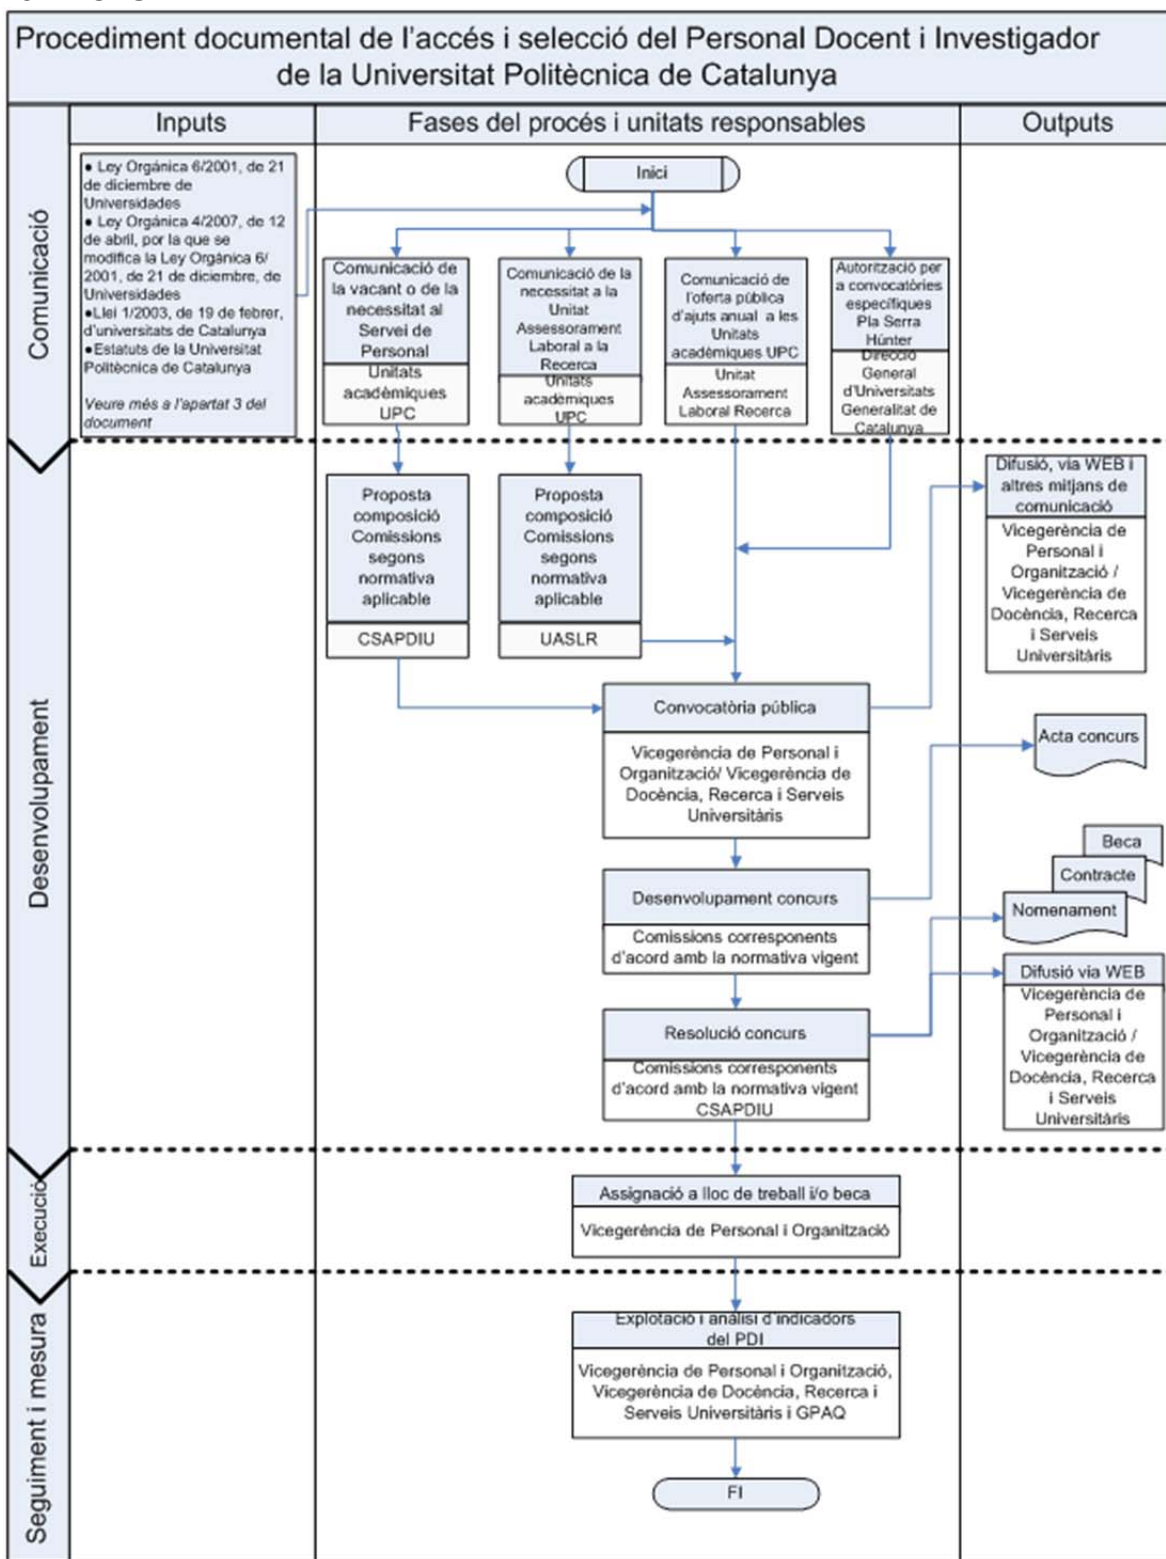 Procediment documental de l'accés i selecció del Personal Docent i Investigador
de la Universitat Politècnica de Catalunya
Inputs
Fases del procés i unitats responsables
Outputs
Comunicació
● Ley Orgánica 6/2001, de 21
de diciembre de
Universidades
● Ley Orgánica 4/2007, de 12
de abril, por la que se
modifica la Ley Orgánica 6/
2001, de 21 de diciembre, de
Universidades
●Llei 1/2003, de 19 de febrer,
d'universitats de Catalunya
●Estatuts de la Universitat
Politècnica de Catalunya
Veure més a l'apartat 3 del
document
Inici
Comunicació de
la vacant o de la
necessitat al
Servei de
Personal
Unitats
acadèmiques
UPC
Comunicació de la
necessitat a la
Unitat
Assessorament
Laboral a la
Recerca
Unitats
acadèmiques
UPC
Comunicació de
l'oferta pública
d'ajuts anual a les
Unitats
acadèmiques UPC
Unitat
Assessorament
Laboral Recerca
Autorització per
a convocatòries
específiques
Pla Serra
Húnter
Direcció
General
d'Universitats
Generalitat de
Catalunya
Desenvolupament
Proposta
composició
Comissions
segons
normativa
aplicable
CSAPDIU
Proposta
composició
Comissions
segons
normativa
aplicable
UASLR
Difusió, via WEB i
altres mitjans de
comunicació
Vicegerència de
Personal i
Organització /
Vicegerència de
Docència, Recerca
i Serveis
Universitàris
Convocatòria pública
Vicegerència de Personal i
Organització/ Vicegerència de
Docència, Recerca i Serveis
Universitàris
Acta concurs
Desenvolupament concurs
Comissions corresponents
d'acord amb la normativa vigent
Beca
Contracte
Nomenament
Resolució concurs
Comissions corresponents
d'acord amb la normativa vigent
CSAPDIU
Difusió via WEB
Vicegerència de
Personal i
Organització /
Vicegerència de
Docència, Recerca
i Serveis
Universitàris
Execució
Assignació a lloc de treball i/o beca
Vicegerència de Personal i Organització
Seguiment i mesura
Explotació i anàlisi d'indicadors
del PDI
Vicegerència de Personal i Organització,
Vicegerència de Docència, Recerca i
Serveis Universitàris i GPAQ
FI